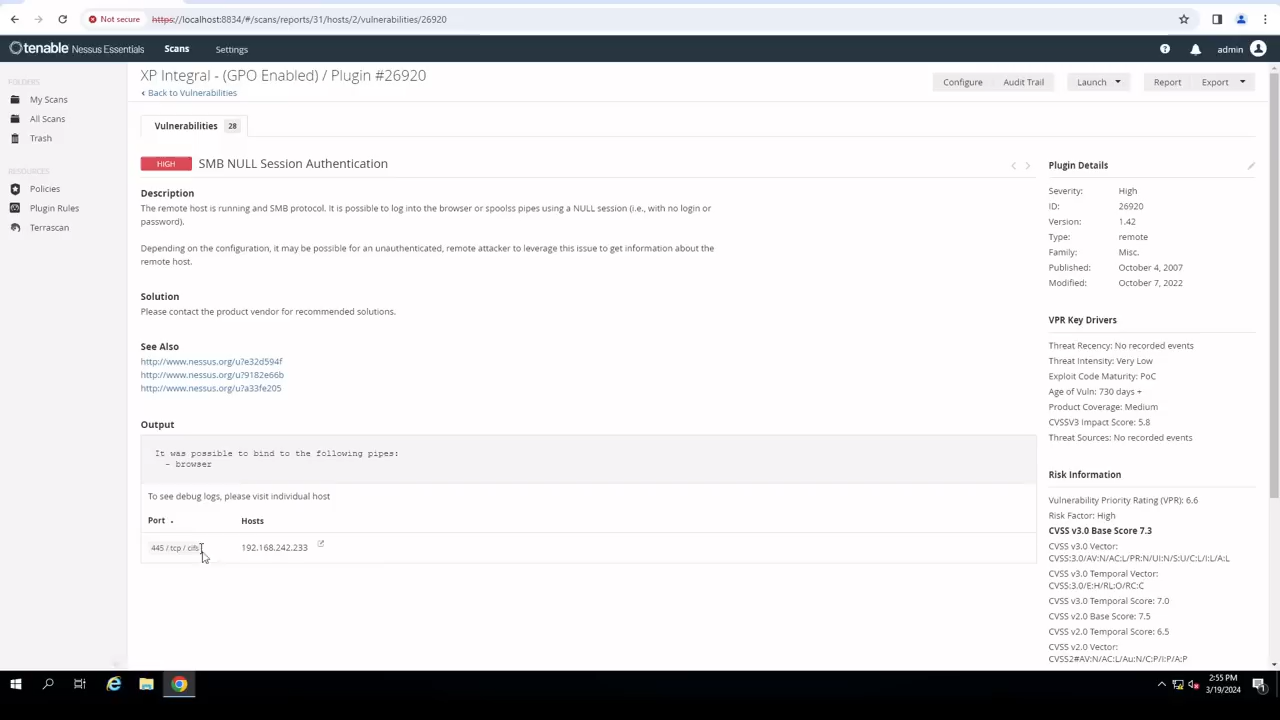 Not secure
https://localhost:8834/#/scans/reports/31/hosts/2/vulnerabilities/26920
tenable Nessus Essentials
Scans
Settings
admin
FOLDERS
My Scans
All Scans
Trash
RESOURCES
Policies
Plugin Rules
Terrascan
XP Integral - (GPO Enabled) / Plugin #26920
Back to Vulnerabilities
Configure
Audit Trail
Launch
Report
Export
Vulnerabilities 28
HIGH SMB NULL Session Authentication
Description
The remote host is running and SMB protocol. It is possible to log into the browser or spoolss pipes using a NULL session (i.e., with no login or
password).
Depending on the configuration, it may be possible for an unauthenticated, remote attacker to leverage this issue to get information about the
remote host.
Solution
Please contact the product vendor for recommended solutions.
See Also
http://www.nessus.org/u?e32d594f
http://www.nessus.org/u?9182e66b
http://www.nessus.org/u?a33fe205
Output
It was possible to bind to the following pipes:
- browser
To see debug logs, please visit individual host
Port Hosts
445 / tcp / cifs 192.168.242.233
Plugin Details
Severity: High
ID: 26920
Version: 1.42
Type: remote
Family: Misc.
Published: October 4, 2007
Modified: October 7, 2022
VPR Key Drivers
Threat Recency: No recorded events
Threat Intensity: Very Low
Exploit Code Maturity: PoC
Age of Vuln: 730 days +
Product Coverage: Medium
CVSSV3 Impact Score: 5.8
Threat Sources: No recorded events
Risk Information
Vulnerability Priority Rating (VPR): 6.6
Risk Factor: High
CVSS v3.0 Base Score 7.3
CVSS v3.0 Vector:
CVSS:3.0/AV:N/AC:L/PR:N/UI:N/S:U/C:L/I:L/A:L
CVSS v3.0 Temporal Vector:
CVSS:3.0/E:H/RL:O/RC:C
CVSS v3.0 Temporal Score: 7.0
CVSS v2.0 Base Score: 7.5
CVSS v2.0 Temporal Score: 6.5
CVSS v2.0 Vector:
CVSS2#AV:N/AC:L/Au:N/C:P/I:P/A:P
2:55 PM
3/19/2024